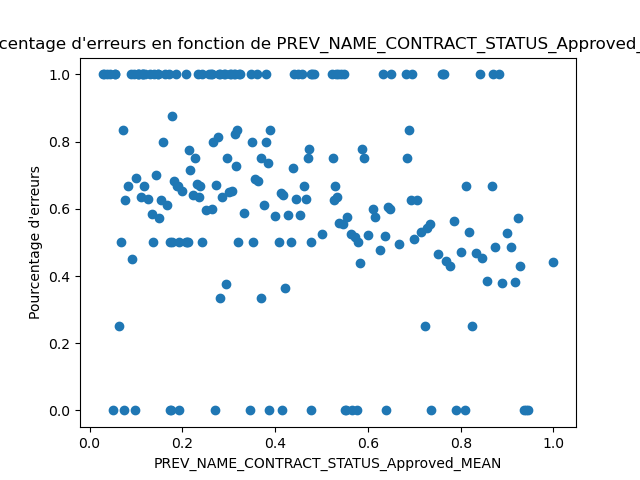 centage d'erreurs en fonction de PREV_NAME_CONTRACT_STATUS_Approved_
1.0
0.8
0.6
0.4
0.2
0.0
Pourcentage d'erreurs
0.0 0.2 0.4 0.6 0.8 1.0
PREV_NAME_CONTRACT_STATUS_Approved_MEAN